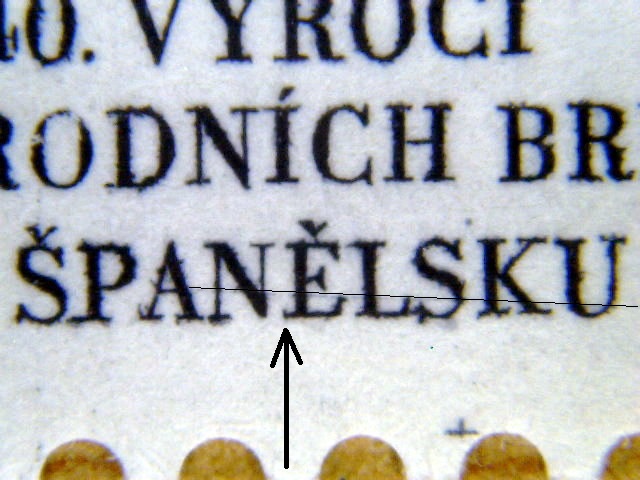 40. VÝROČÍ
RODNÍCH BR
ŠPANĚLSKU